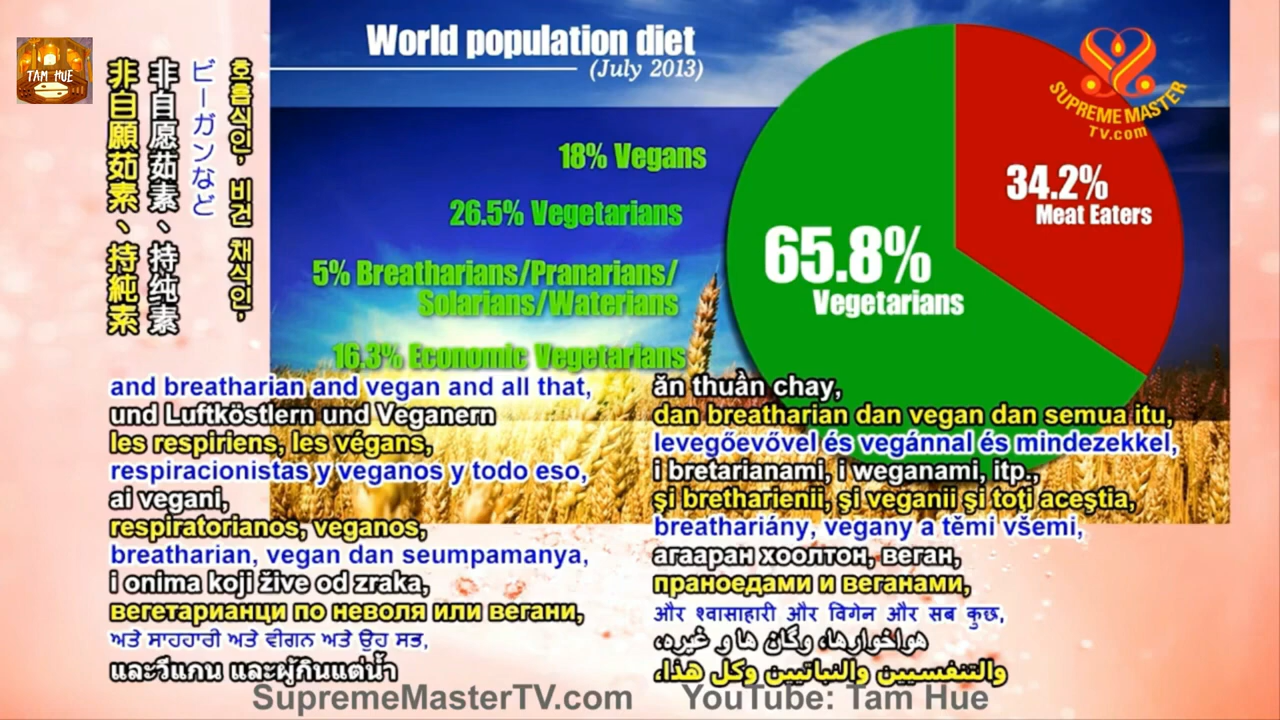 TAM HUE
World population diet
(July 2013)
18% Vegans
26.5% Vegetarians
5% Breatharians/Pranarians/
Solarians/Waterians
16.3% Economic Vegetarians
65.8%
Vegetarians
34.2%
Meat Eaters
SUPREME MASTER
TV.com
非自願茹素、持純素
非自愿茹素、持纯素
ビーガンなど
호흡식인, 비건 채식인,
and breatharian and vegan and all that,
und Luftköstlern und Veganern
les respiriens, les végans,
respiracionistas y veganos y todo eso,
ai vegani,
respiratorianos, veganos,
breatharian, vegan dan seumpamanya,
i onima koji žive od zraka,
вегетарианци по неволя или вегани,
ਅਤੇ ਸਾਹਹਾਰੀ ਅਤੇ ਵੀਗਨ ਅਤੇ ਉਹ ਸਭ,
และวีแกน และผู้กินแต่น้ำ
ăn thuần chay,
dan breatharian dan vegan dan semua itu,
levegőevővel és vegánnal és mindezekkel,
i bretarianami, i weganami, itp.,
şi bretharienii, şi veganii şi toţi aceştia,
breathariány, vegany a těmi všemi,
агааран хоолтон, веган,
праноедами и веганами,
और श्वासाहारी और विगेन और सब कुछ,
هواخوارها، وگان ها و غیره،
والتنفسيين والنباتيين وكل هذا،
SupremeMasterTV.com
YouTube: Tam Hue